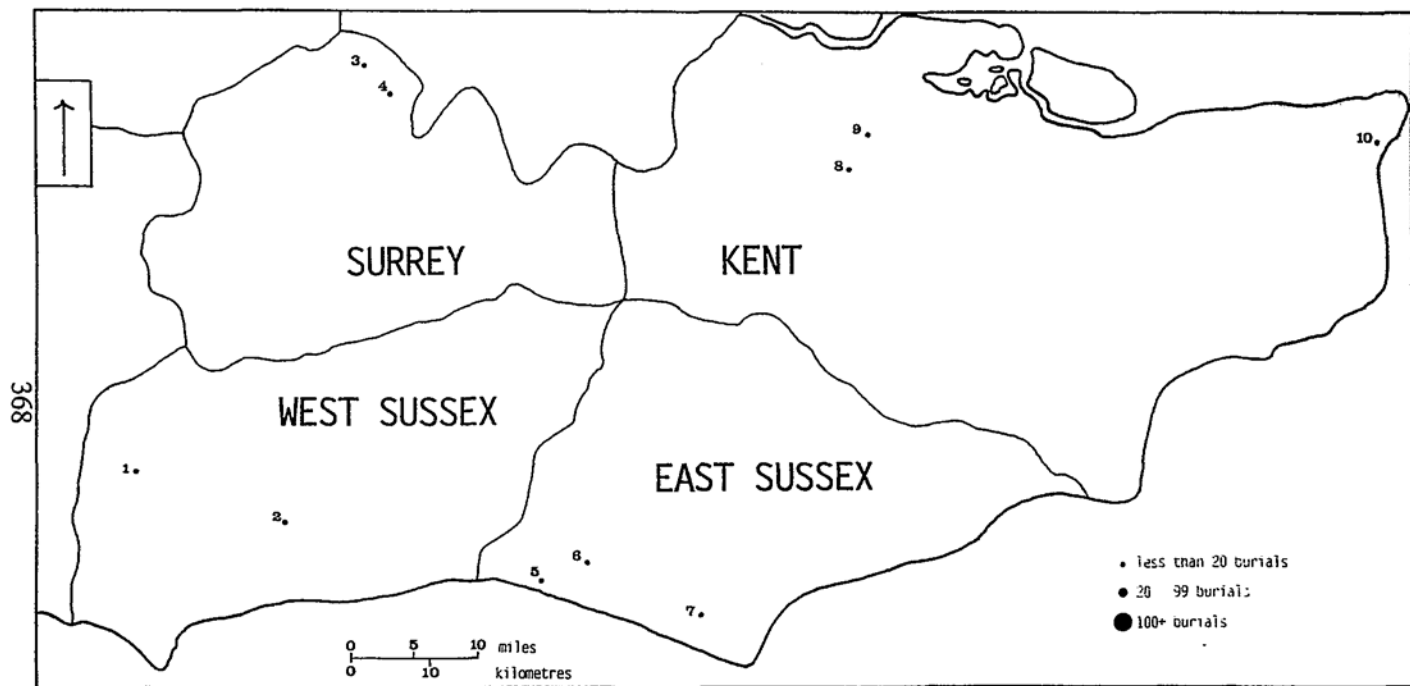 3.
4.
9.
8.
10.
SURREY
KENT
368
WEST SUSSEX
EAST SUSSEX
1.
2.
6.
5.
7.
• less than 20 burials
• 20 99 burials
• 100+ burials
0 5 10 miles
0 10 kilometres